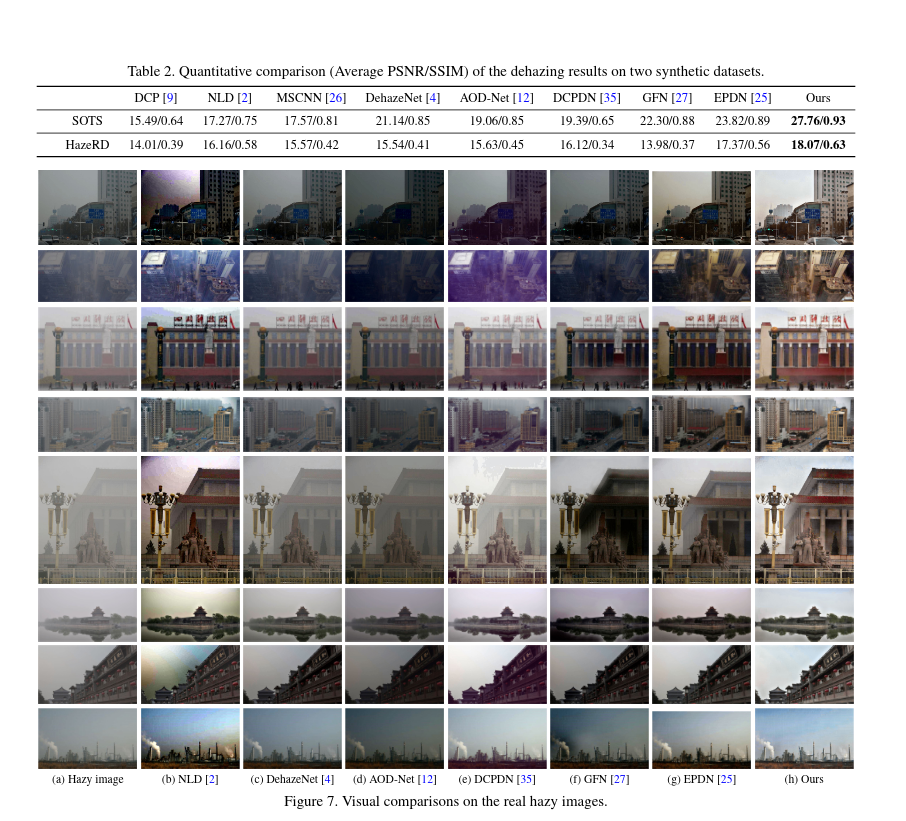 Table 2. Quantitative comparison (Average PSNR/SSIM) of the dehazing results on two synthetic datasets.
DCP [9] NLD [2] MSCNN [26] DehazeNet [4] AOD-Net [12] DCPDN [35] GFN [27] EPDN [25] Ours
SOTS 15.49/0.64 17.27/0.75 17.57/0.81 21.14/0.85 19.06/0.85 19.39/0.65 22.30/0.88 23.82/0.89 27.76/0.93
HazeRD 14.01/0.39 16.16/0.58 15.57/0.42 15.54/0.41 15.63/0.45 16.12/0.34 13.98/0.37 17.37/0.56 18.07/0.63
(a) Hazy image (b) NLD [2] (c) DehazeNet [4] (d) AOD-Net [12] (e) DCPDN [35] (f) GFN [27] (g) EPDN [25] (h) Ours
Figure 7. Visual comparisons on the real hazy images.